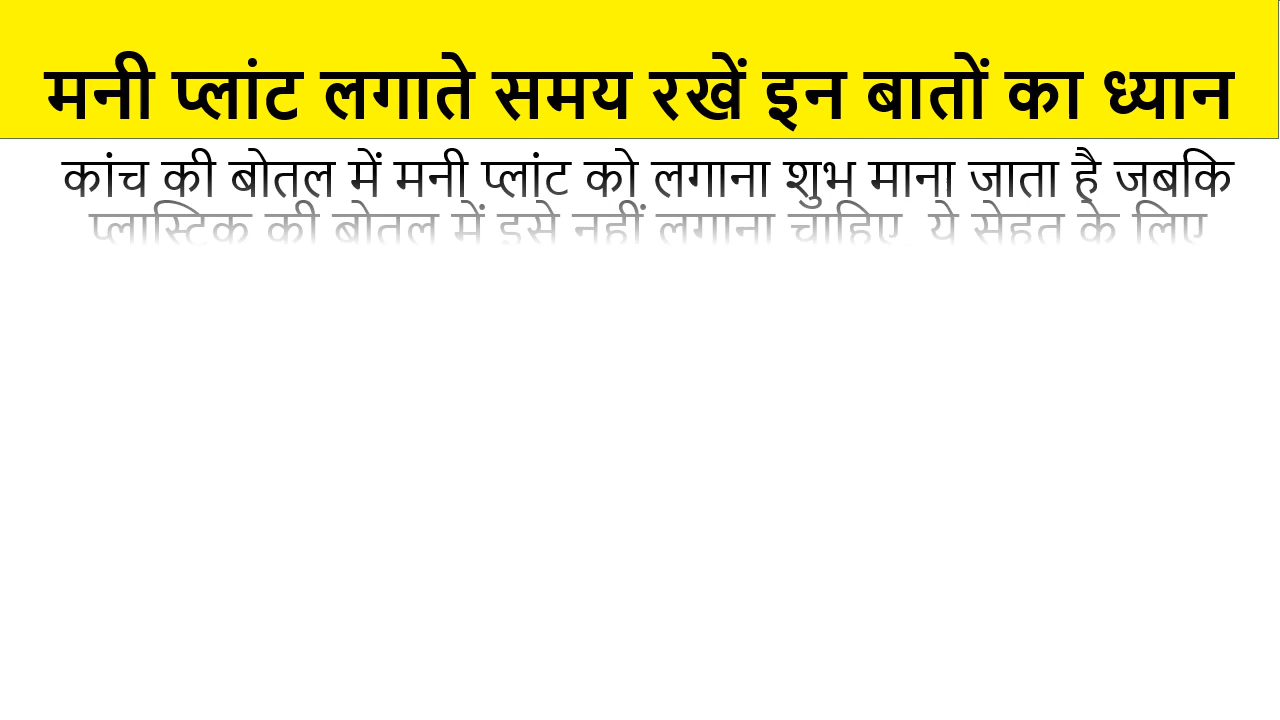 मनी प्लांट लगाते समय रखें इन बातों का ध्यान
कांच की बोतल में मनी प्लांट को लगाना शुभ माना जाता है जबकि
प्लास्टिक की बोतल में इसे नहीं लगाना चाहिए. ये सेहत के लिए